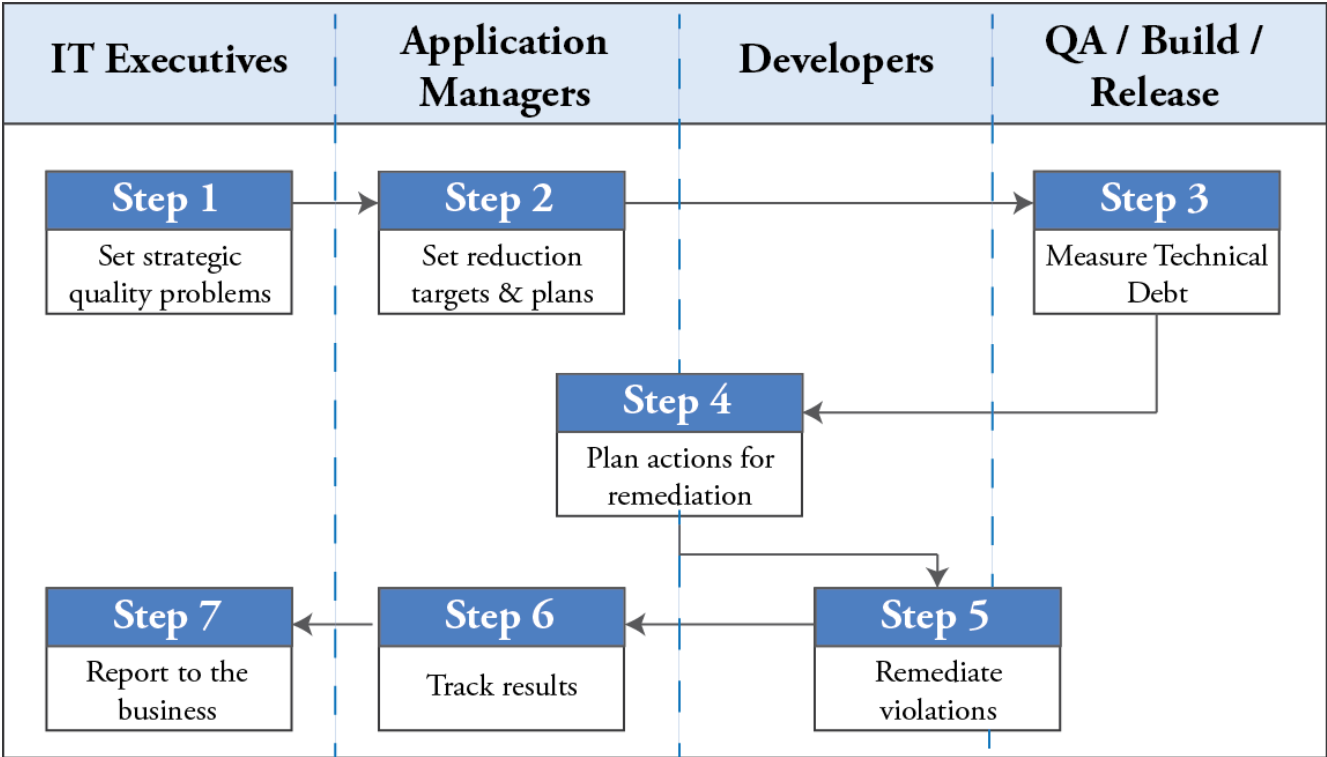 IT Executives
Application
Managers
Developers
QA / Build /
Release
Step 1
Set strategic
quality problems
Step 2
Set reduction
targets & plans
Step 3
Measure Technical
Debt
Step 4
Plan actions for
remediation
Step 5
Remediate
violations
Step 6
Track results
Step 7
Report to the
business